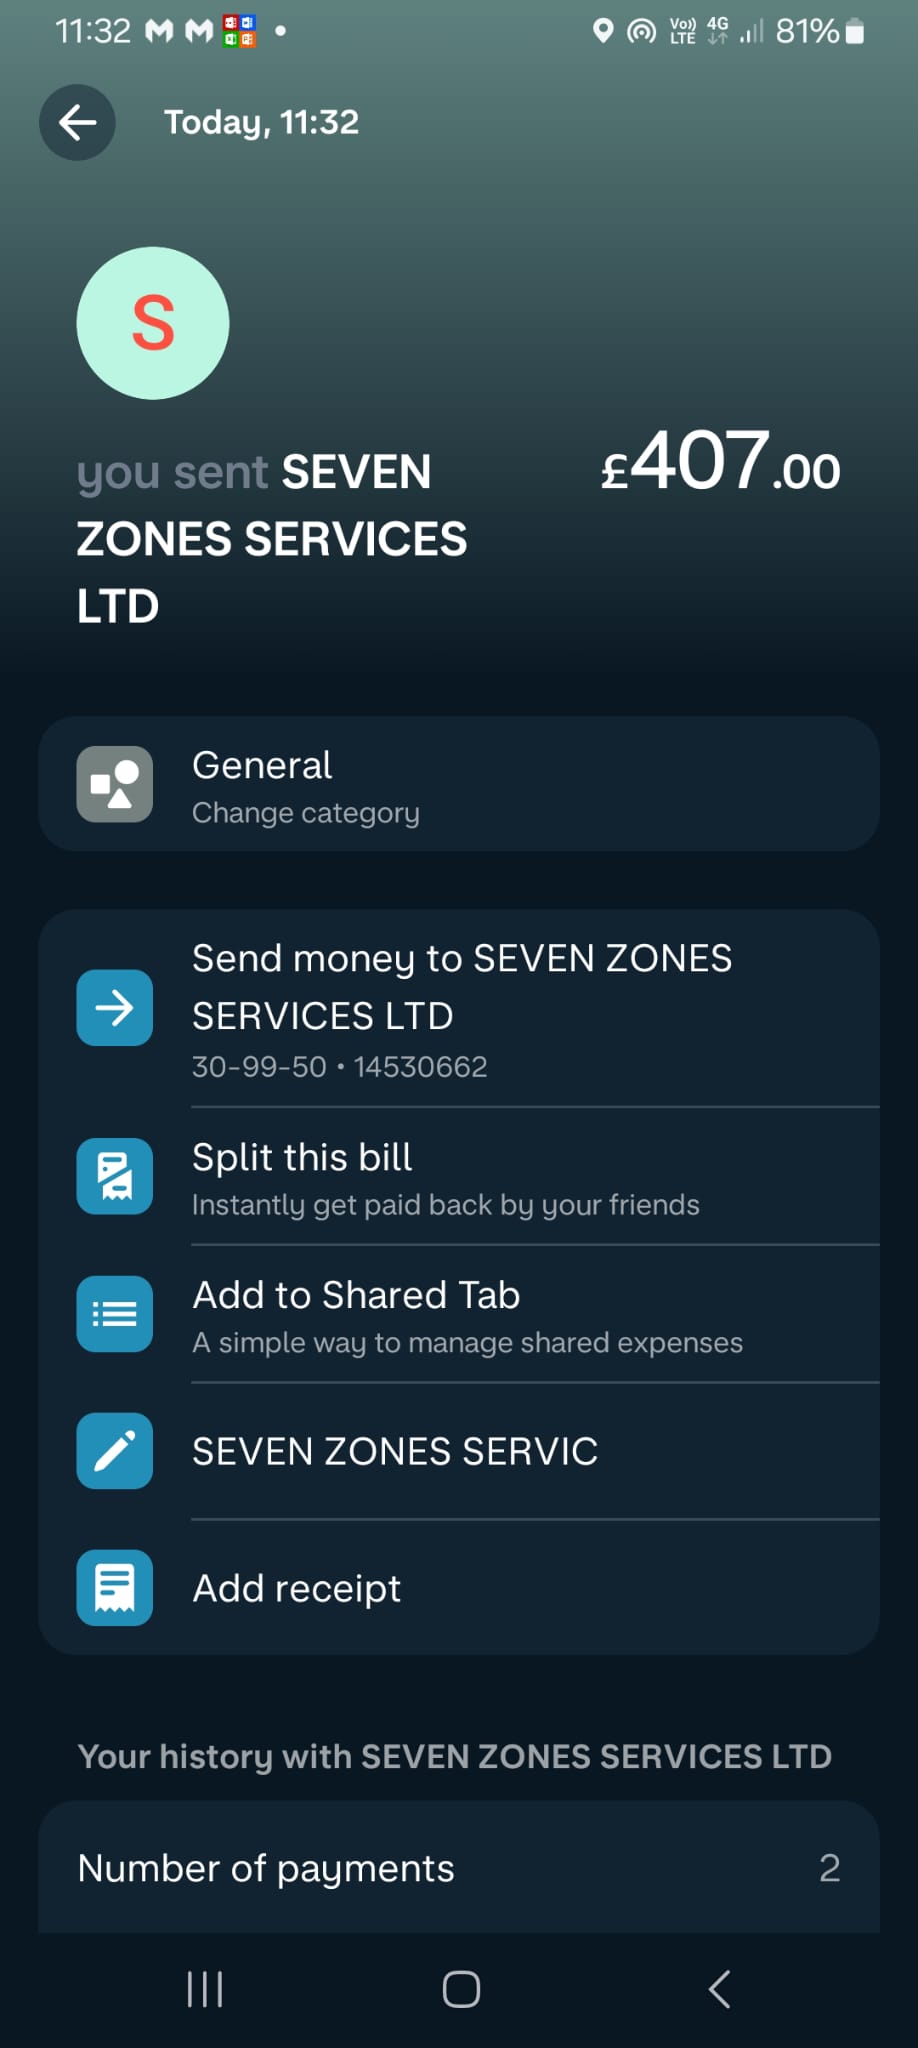 11:32
Vo)) LTE 4G 81%
Today, 11:32
S
you sent SEVEN
ZONES SERVICES
LTD
£407.00
General
Change category
Send money to SEVEN ZONES
SERVICES LTD
30-99-50 • 14530662
Split this bill
Instantly get paid back by your friends
Add to Shared Tab
A simple way to manage shared expenses
SEVEN ZONES SERVIC
Add receipt
Your history with SEVEN ZONES SERVICES LTD
Number of payments 2